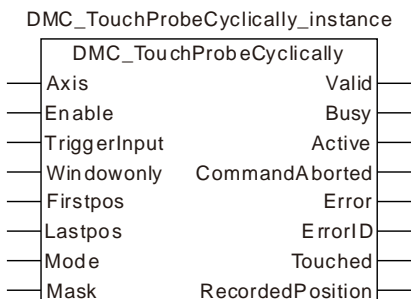 DMC_TouchProbeCyclically_instance
DMC_TouchProbeCyclically
Axis Valid
Enable Busy
TriggerInput Active
Windowonly CommandAborted
Firstpos Error
Lastpos ErrorID
Mode Touched
Mask RecordedPosition